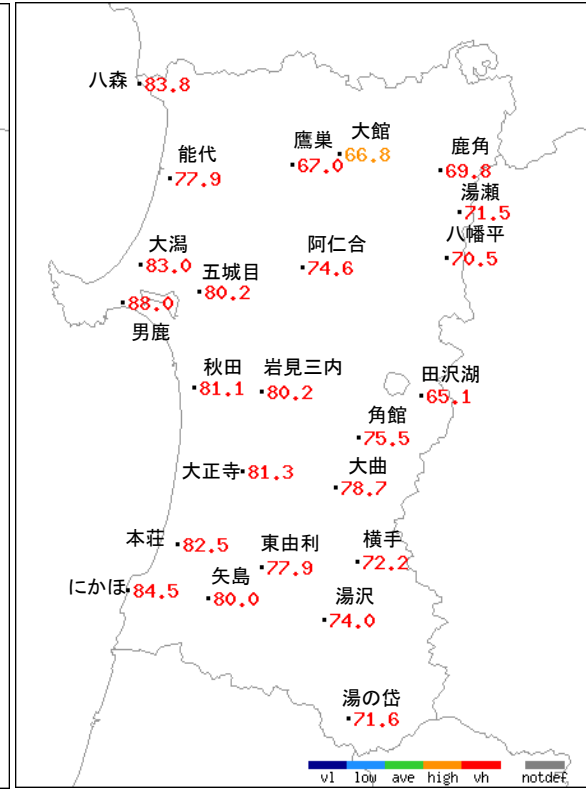 八森 83.8
大館 66.8
鷹巣 67.0
鹿角 69.8
能代 77.9
湯瀬 71.5
八幡平 70.5
大潟 83.0
阿仁合 74.6
五城目 80.2
88.0
男鹿
秋田 81.1
岩見三内 80.2
田沢湖 65.1
角館 75.5
大正寺 81.3
大曲 78.7
本荘 82.5
東由利 77.9
横手 72.2
にかほ 84.5
矢島 80.0
湯沢 74.0
湯の岱 71.6
vl low ave high vh notdef